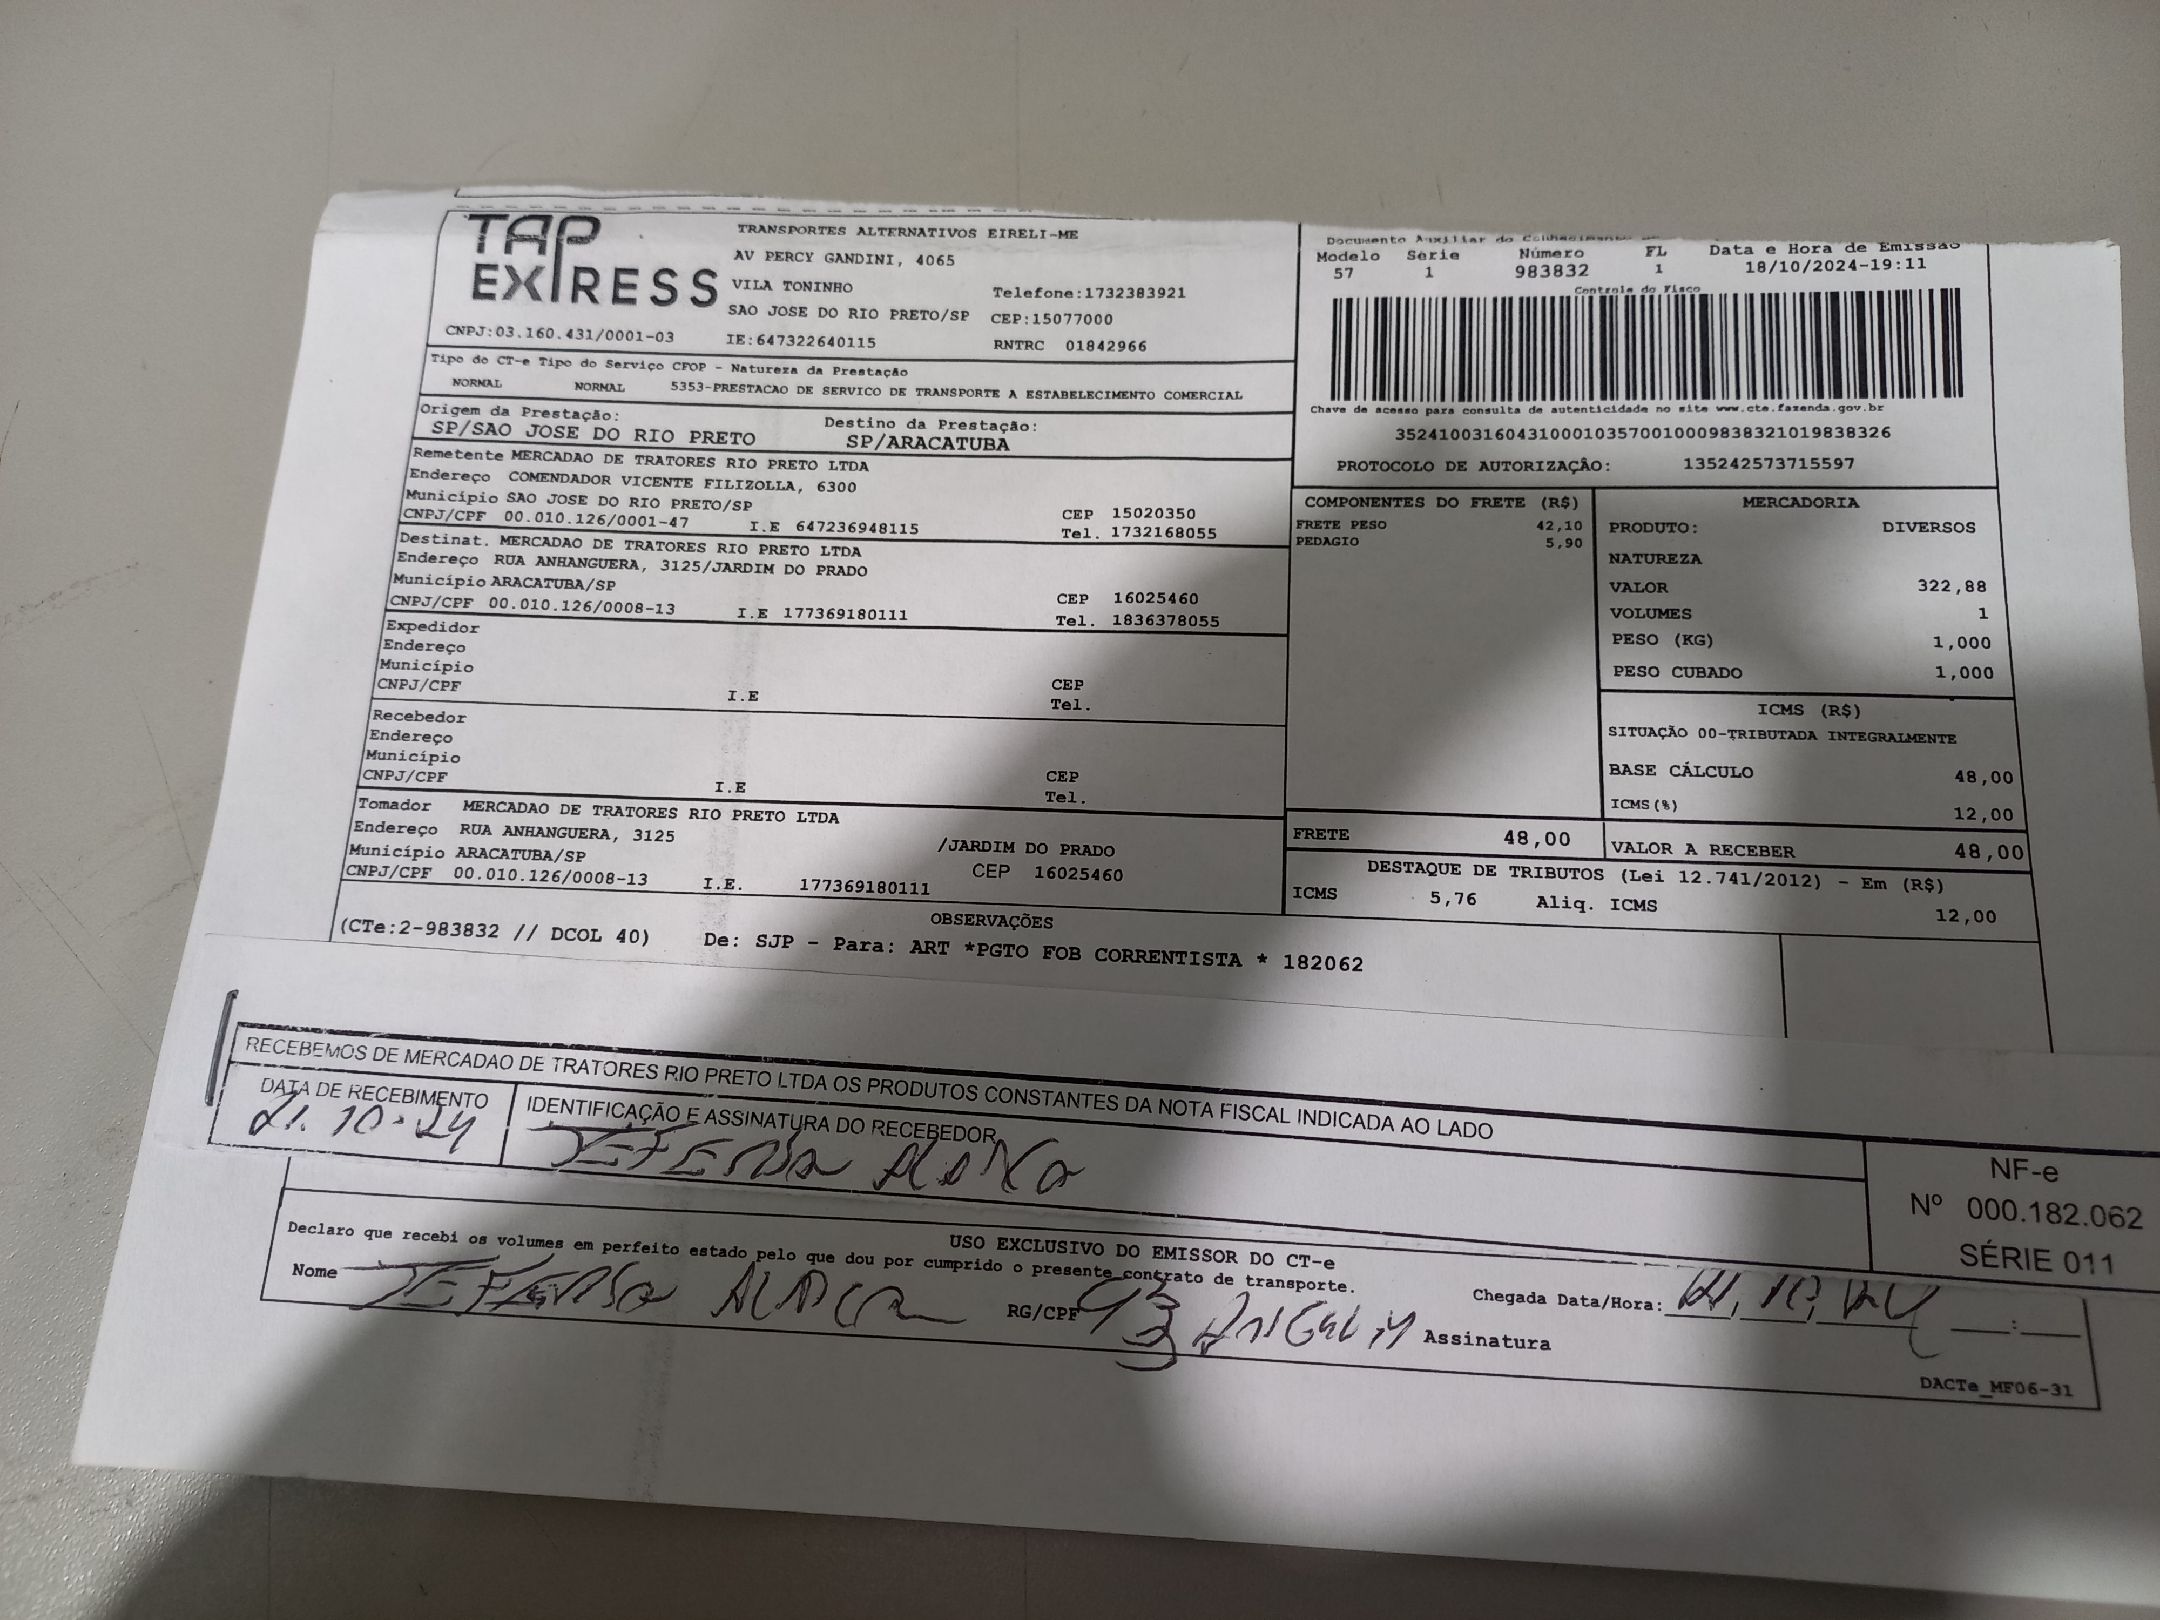 TAP EXPRESS
TRANSPORTES ALTERNATIVOS EIRELI-ME
AV PERCY GANDINI, 4065
VILA TONINHO Telefone:1732383921
SAO JOSE DO RIO PRETO/SP CEP:15077000
CNPJ:03.160.431/0001-03 IE:647322640115 RNTRC 01842966
Documento Auxiliar do Conhecimento
Modelo Série Número FL Data e Hora de Emissão
57 1 983832 1 18/10/2024-19:11
Controle do Fisco
Chave de acesso para consulta de autenticidade no site www.cte.fazenda.gov.br
35241003160431000103570010009838321019838326
PROTOCOLO DE AUTORIZAÇÃO: 135242573715597
Tipo do CT-e Tipo do Serviço CFOP - Natureza da Prestação
NORMAL NORMAL 5353-PRESTACAO DE SERVICO DE TRANSPORTE A ESTABELECIMENTO COMERCIAL
Origem da Prestação: Destino da Prestação:
SP/SAO JOSE DO RIO PRETO SP/ARACATUBA
Remetente MERCADAO DE TRATORES RIO PRETO LTDA
Endereço COMENDADOR VICENTE FILIZOLLA, 6300
Município SAO JOSE DO RIO PRETO/SP CEP 15020350
CNPJ/CPF 00.010.126/0001-47 I.E 647236948115 Tel. 1732168055
Destinat. MERCADAO DE TRATORES RIO PRETO LTDA
Endereço RUA ANHANGUERA, 3125/JARDIM DO PRADO
Município ARACATUBA/SP CEP 16025460
CNPJ/CPF 00.010.126/0008-13 I.E 177369180111 Tel. 1836378055
Expedidor
Endereço
Município CEP
CNPJ/CPF I.E Tel.
Recebedor
Endereço
Município CEP
CNPJ/CPF I.E Tel.
Tomador MERCADAO DE TRATORES RIO PRETO LTDA
Endereço RUA ANHANGUERA, 3125 /JARDIM DO PRADO
Município ARACATUBA/SP CEP 16025460
CNPJ/CPF 00.010.126/0008-13 I.E. 177369180111
COMPONENTES DO FRETE (R$)
FRETE PESO 42,10
PEDAGIO 5,90
FRETE 48,00
MERCADORIA
PRODUTO: DIVERSOS
NATUREZA
VALOR 322,88
VOLUMES 1
PESO (KG) 1,000
PESO CUBADO 1,000
ICMS (R$)
SITUAÇÃO 00-TRIBUTADA INTEGRALMENTE
BASE CÁLCULO 48,00
ICMS(%) 12,00
VALOR A RECEBER 48,00
DESTAQUE DE TRIBUTOS (Lei 12.741/2012) - Em (R$)
ICMS 5,76 Aliq. ICMS 12,00
OBSERVAÇÕES
(CTe:2-983832 // DCOL 40) De: SJP - Para: ART *PGTO FOB CORRENTISTA * 182062
RECEBEMOS DE MERCADAO DE TRATORES RIO PRETO LTDA OS PRODUTOS CONSTANTES DA NOTA FISCAL INDICADA AO LADO
DATA DE RECEBIMENTO IDENTIFICAÇÃO E ASSINATURA DO RECEBEDOR
21.10.24
NF-e
Nº 000.182.062
SÉRIE 011
USO EXCLUSIVO DO EMISSOR DO CT-e
Declaro que recebi os volumes em perfeito estado pelo que dou por cumprido o presente contrato de transporte.
Nome RG/CPF Assinatura
Chegada Data/Hora: 21.10.24 :
DACTe_MF06-31